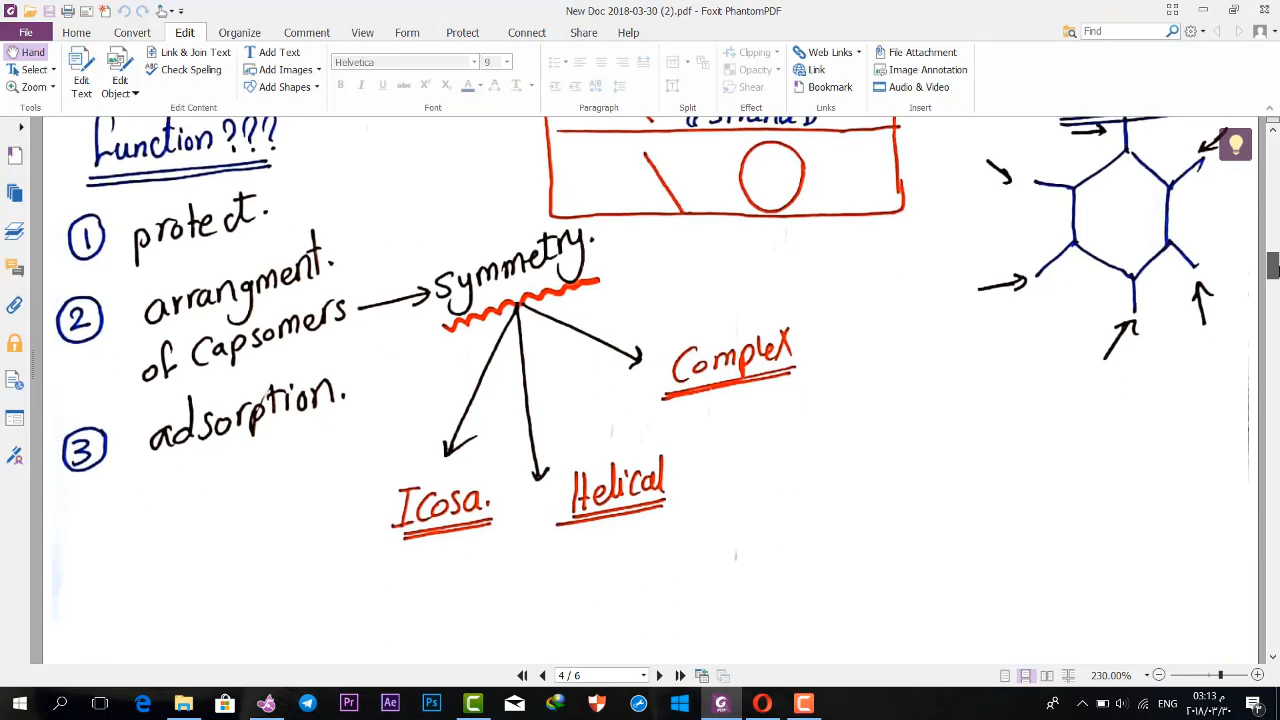 New Doc 2018-03-30 (2).pdf - Foxit PhantomPDF
File Home Convert Edit Organize Comment View Form Protect Connect Share Help Find
Hand
Select
Zoom
Tools
Edit Text
Edit Object
Link & Join Text
Check Spelling
Edit Content
Add Text
Add Images
Add Shapes
Helvetica 9
Font
Paragraph
Split
Clipping
Opacity
Shear
Effect
Web Links
Link
Bookmark
Links
File Attachment
Image Annotation
Audio & Video
Insert
Function ???
① protect.
② arrangment.
of Capsomers → Symmetry.
③ adsorption.
Complex
Icosa.
Helical
4 / 6
230.00%
03:13 م
٢٠١٨/٠٣/٣٠